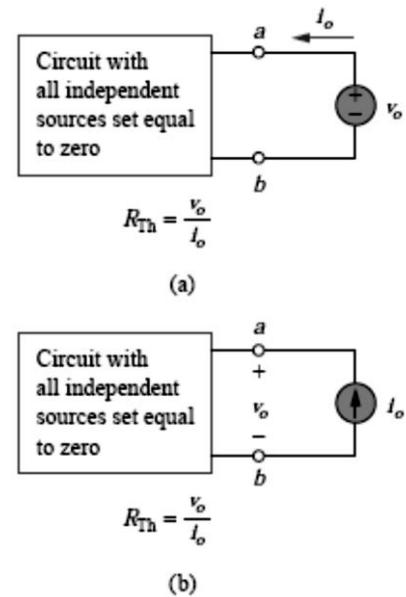 i_o
a
Circuit with
all independent
sources set equal
to zero
+
−
v_o
b
R_Th = v_o / i_o
(a)
a
Circuit with
all independent
sources set equal
to zero
+
v_o
i_o
−
b
R_Th = v_o / i_o
(b)